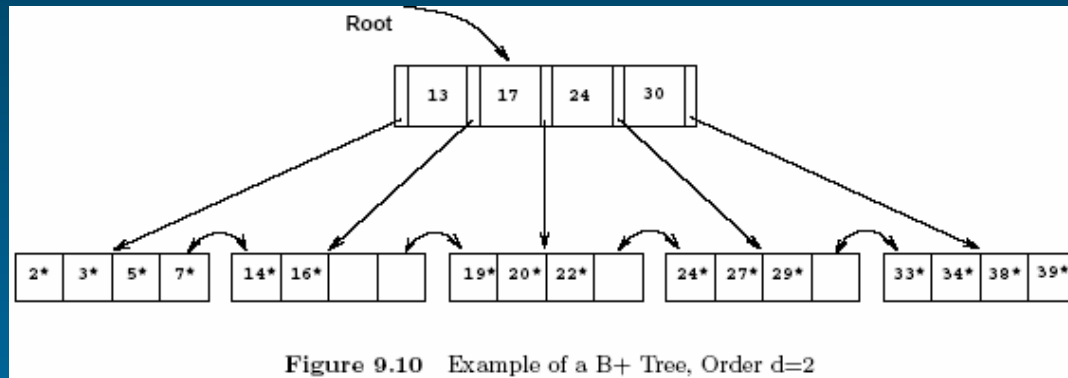 Root
13 17 24 30
2* 3* 5* 7* 14* 16* 19* 20* 22* 24* 27* 29* 33* 34* 38* 39*
Figure 9.10 Example of a B+ Tree, Order d=2